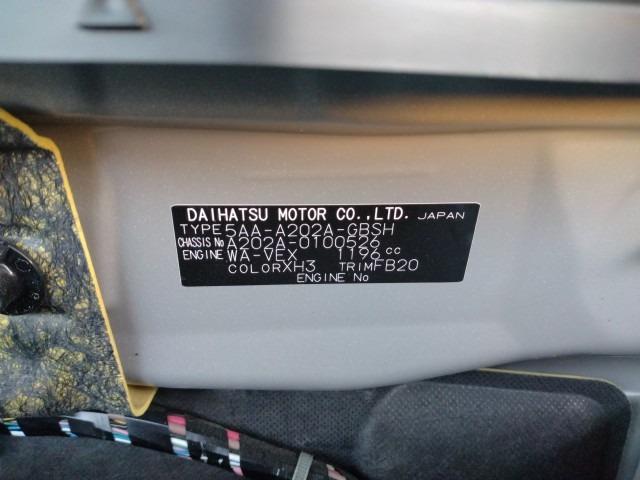 DAIHATSU MOTOR CO.,LTD. JAPAN
TYPE 5AA-A202A-GBSH
CHASSIS No A202A-0100526
ENGINE WA-VEX 1196 cc
COLOR XH3 TRIM FB20
ENGINE No